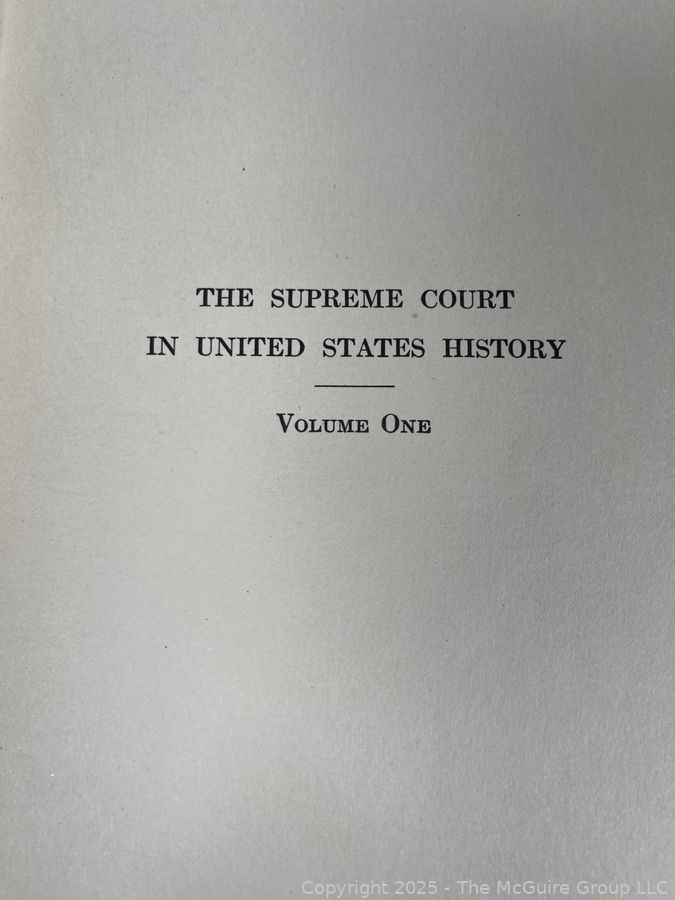 THE SUPREME COURT
IN UNITED STATES HISTORY
VOLUME ONE
Copyright 2025 - The McGuire Group LLC